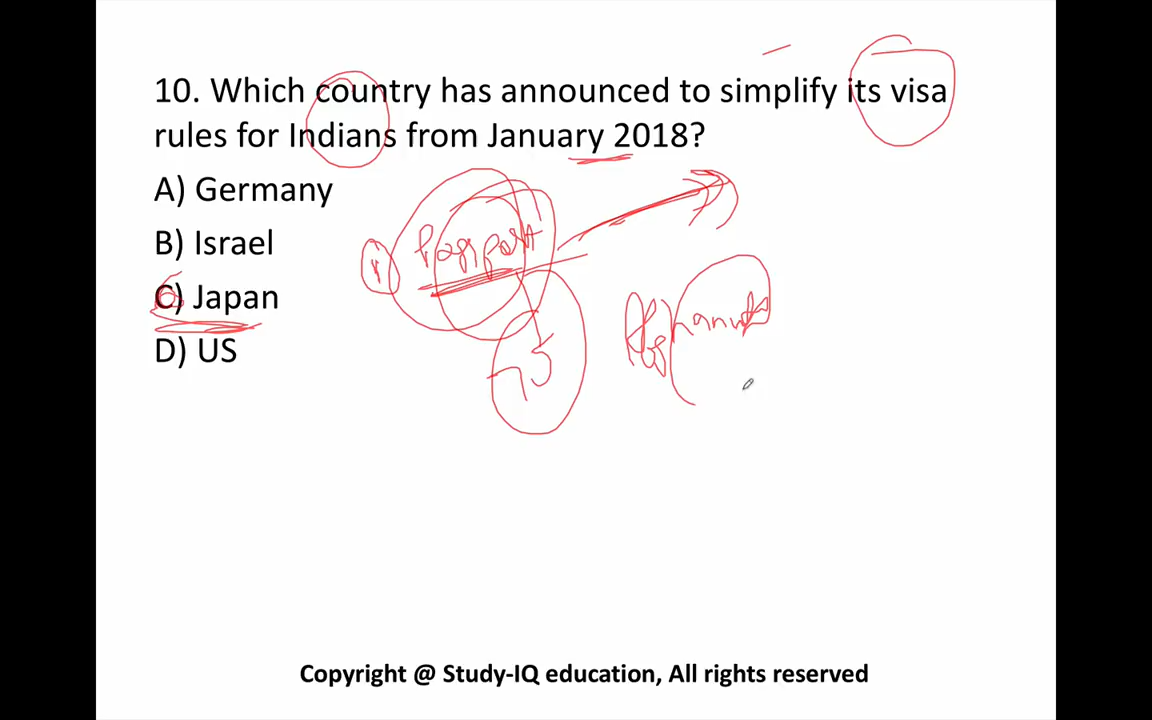 10. Which country has announced to simplify its visa
rules for Indians from January 2018?
A) Germany
B) Israel
C) Japan
D) US
Passport
75
Copyright @ Study-IQ education, All rights reserved